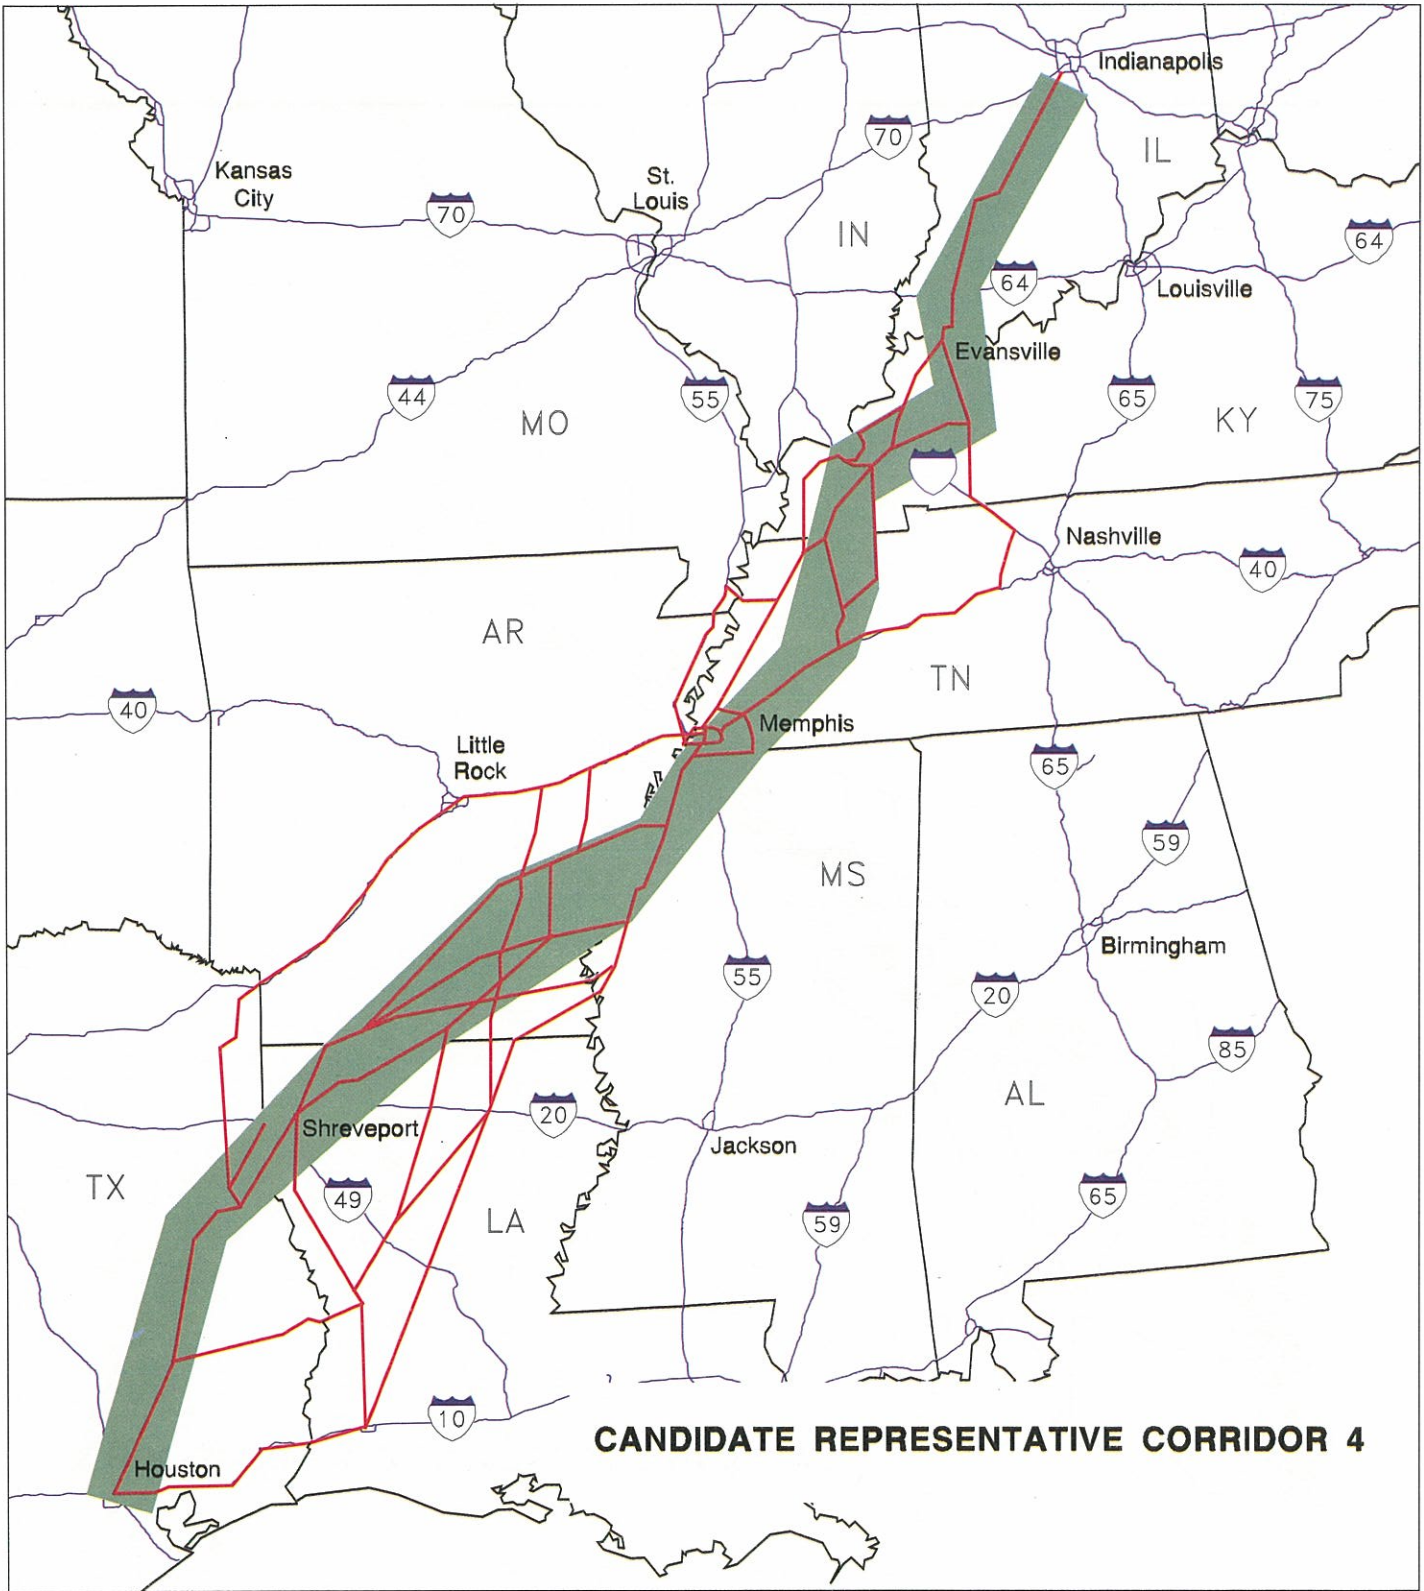 Indianapolis
70
IL
Kansas
City
St.
Louis
70
IN
64
64
Louisville
Evansville
44
55
65
75
MO
KY
Nashville
40
AR
TN
40
Memphis
Little
Rock
65
59
MS
Birmingham
55
20
85
AL
20
Shreveport
Jackson
TX
49
65
LA
59
10
CANDIDATE REPRESENTATIVE CORRIDOR 4
Houston